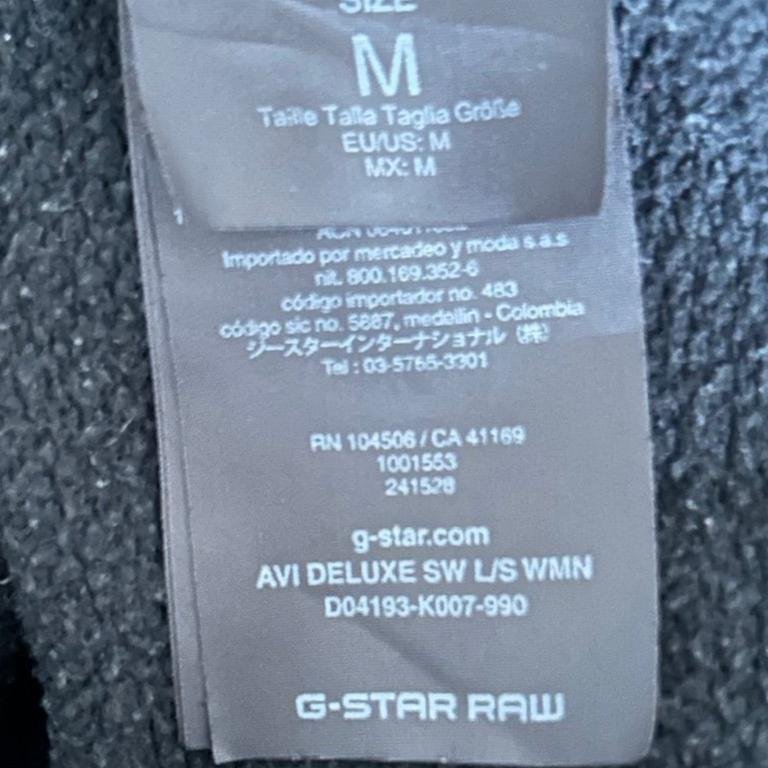 SIZE
M
Taille Talla Taglia Größe
EU/US: M
MX: M
1
Importado por mercadeo y moda s.a.s
nit. 800.169.352-6
código importador no. 483
código sic no. 5887, medellin - Colombia
ジースターインターナショナル (株)
Tel : 03-5765-3301
RN 104506 / CA 41169
1001553
241528
g-star.com
AVI DELUXE SW L/S WMN
D04193-K007-990
G-STAR RAW